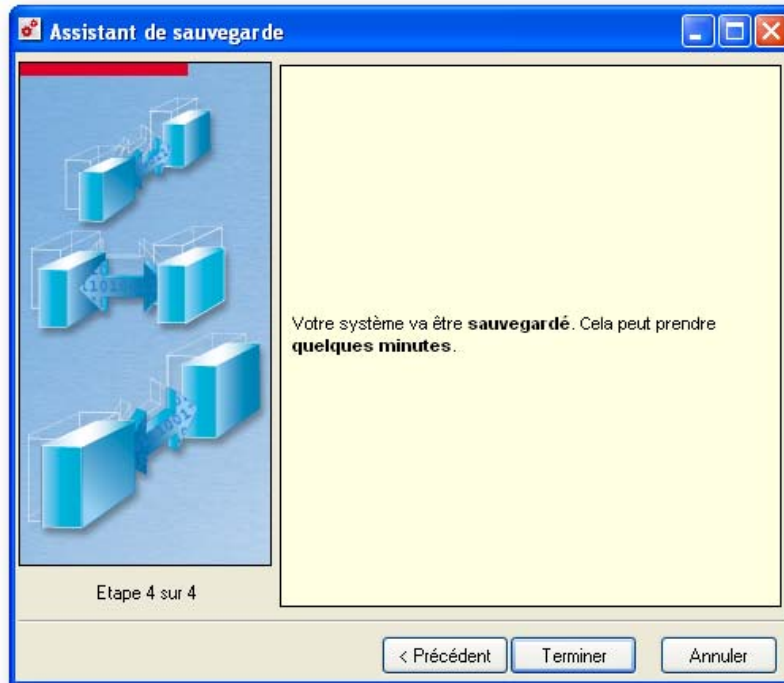 Assistant de sauvegarde
Votre système va être sauvegardé. Cela peut prendre
quelques minutes.
Etape 4 sur 4
< Précédent
Terminer
Annuler